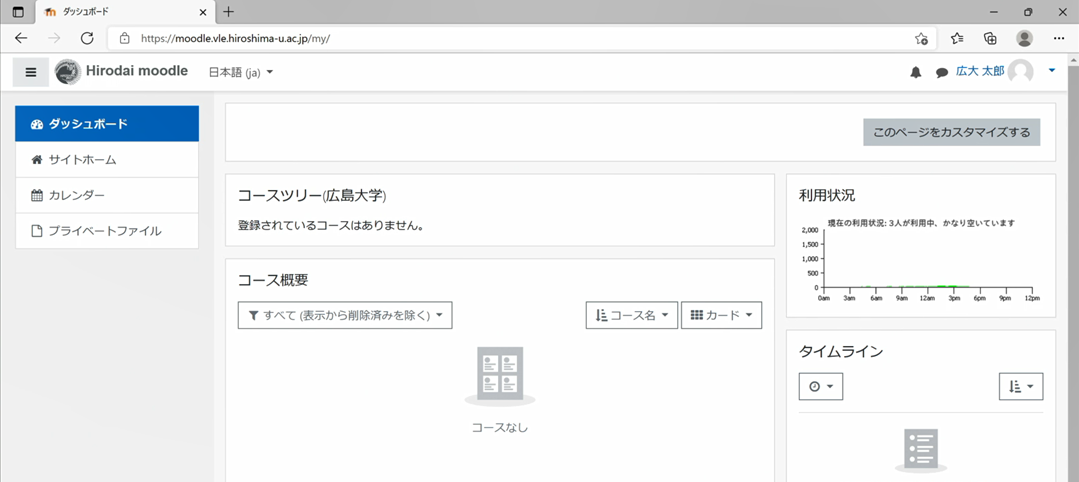 ダッシュボード
https://moodle.vle.hiroshima-u.ac.jp/my/
Hirodai moodle
日本語 (ja)
広大 太郎
ダッシュボード
サイトホーム
カレンダー
プライベートファイル
このページをカスタマイズする
コースツリー(広島大学)
登録されているコースはありません。
コース概要
すべて (表示から削除済みを除く)
コース名
カード
コースなし
利用状況
現在の利用状況: 3人が利用中、かなり空いています
2,000
1,500
1,000
500
0
0am 3am 6am 9am 12am 3pm 6pm 9pm 12pm
タイムライン